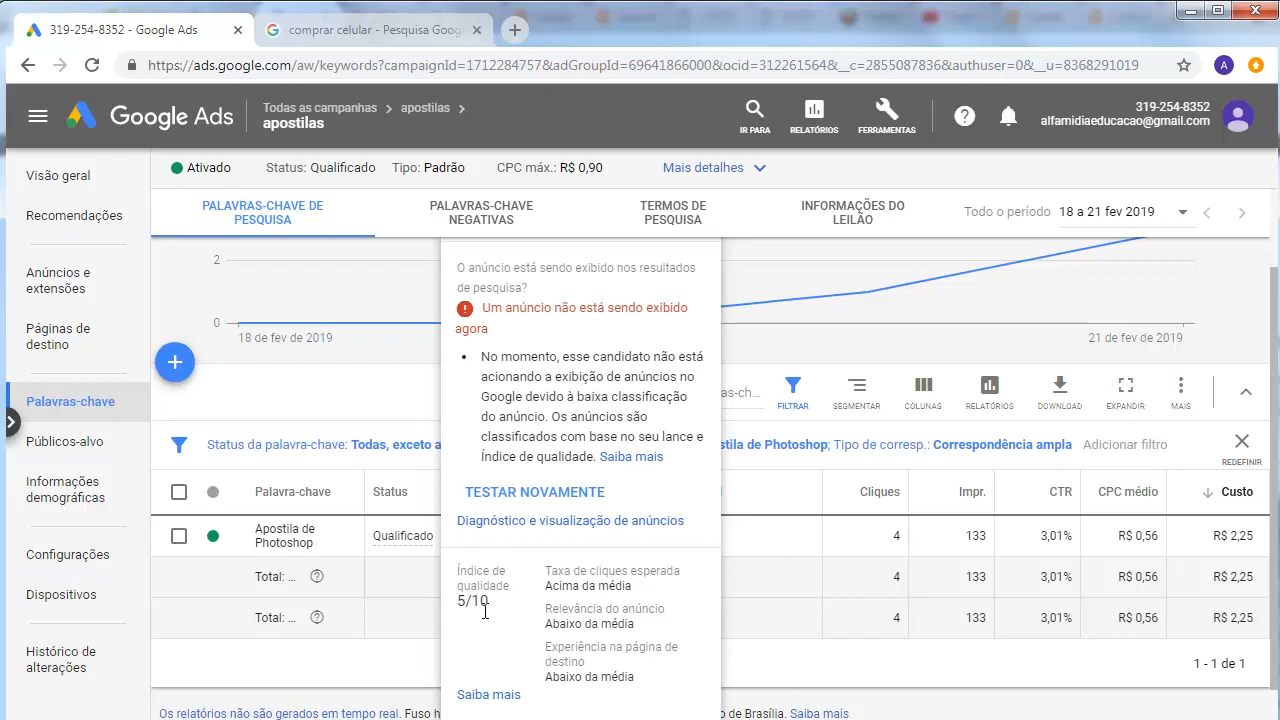 319-254-8352 - Google Ads
comprar celular - Pesquisa Goog
https://ads.google.com/aw/keywords?campaignId=1712284757&adGroupId=69641866000&ocid=312261564&__c=2855087836&authuser=0&__u=8368291019
A
Google Ads
Todas as campanhas > apostilas >
apostilas
IR PARA
RELATÓRIOS
FERRAMENTAS
319-254-8352
alfamidiaeducacao@gmail.com
Visão geral
Recomendações
Anúncios e
extensões
Páginas de
destino
Palavras-chave
Públicos-alvo
Informações
demográficas
Configurações
Dispositivos
Histórico de
alterações
Ativado Status: Qualificado Tipo: Padrão CPC máx.: R$ 0,90 Mais detalhes
PALAVRAS-CHAVE DE
PESQUISA
PALAVRAS-CHAVE
NEGATIVAS
TERMOS DE
PESQUISA
INFORMAÇÕES DO
LEILÃO
Todo o período 18 a 21 fev 2019
2
0
18 de fev de 2019
21 de fev de 2019
O anúncio está sendo exibido nos resultados
de pesquisa?
Um anúncio não está sendo exibido
agora
• No momento, esse candidato não está
acionando a exibição de anúncios no
Google devido à baixa classificação
do anúncio. Os anúncios são
classificados com base no seu lance e
Índice de qualidade. Saiba mais
TESTAR NOVAMENTE
Diagnóstico e visualização de anúncios
Índice de
qualidade
5/10
Taxa de cliques esperada
Acima da média
Relevância do anúncio
Abaixo da média
Experiência na página de
destino
Abaixo da média
Saiba mais
as-ch...
FILTRAR
SEGMENTAR
COLUNAS
RELATÓRIOS
DOWNLOAD
EXPANDIR
MAIS
Status da palavra-chave: Todas, exceto a
stila de Photoshop; Tipo de corresp.: Correspondência ampla Adicionar filtro
REDEFINIR
Palavra-chave Status Cliques Impr. CTR CPC médio Custo
Apostila de
Photoshop
Qualificado 4 133 3,01% R$ 0,56 R$ 2,25
Total: ... 4 133 3,01% R$ 0,56 R$ 2,25
Total: ... 4 133 3,01% R$ 0,56 R$ 2,25
1 - 1 de 1
Os relatórios não são gerados em tempo real. Fuso h
o de Brasília. Saiba mais